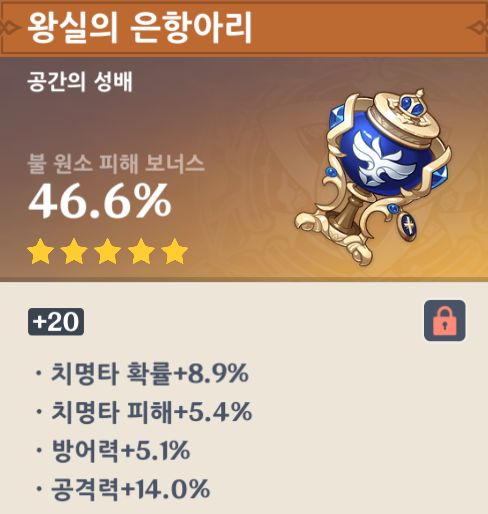 왕실의 은항아리
공간의 성배
불 원소 피해 보너스
46.6%
+20
· 치명타 확률+8.9%
· 치명타 피해+5.4%
· 방어력+5.1%
· 공격력+14.0%